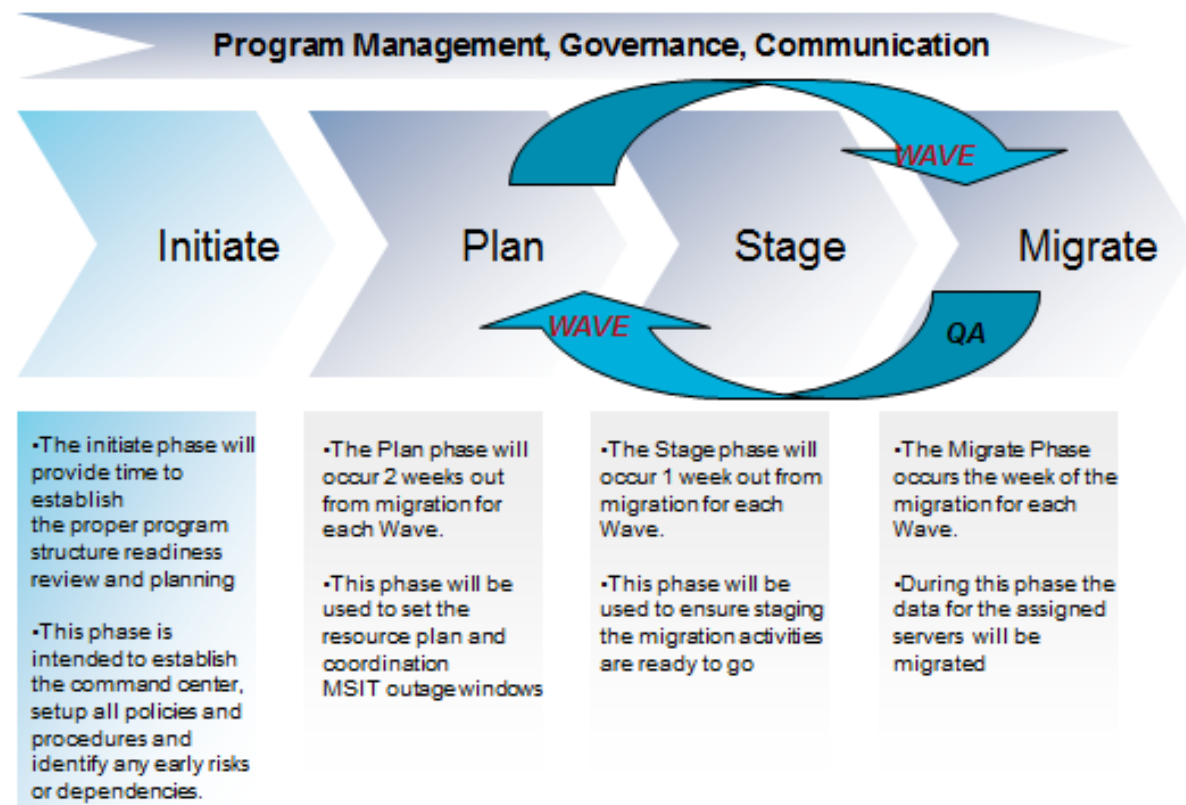 Program Management, Governance, Communication
WAVE
Initiate
Plan
Stage
Migrate
WAVE
QA
▪The initiate phase will
provide time to
establish
the proper program
structure readiness
review and planning
▪This phase is
intended to establish
the command center,
setup all policies and
procedures and
identify any early risks
or dependencies.
▪The Plan phase will
occur 2 weeks out
from migration for
each Wave.
▪This phase will be
used to set the
resource plan and
coordination
MSIT outage windows
▪The Stage phase will
occur 1 week out from
migration for each
Wave.
▪This phase will be
used to ensure staging
the migration activities
are ready to go
▪The Migrate Phase
occurs the week of the
migration for each
Wave.
▪During this phase the
data for the assigned
servers will be
migrated